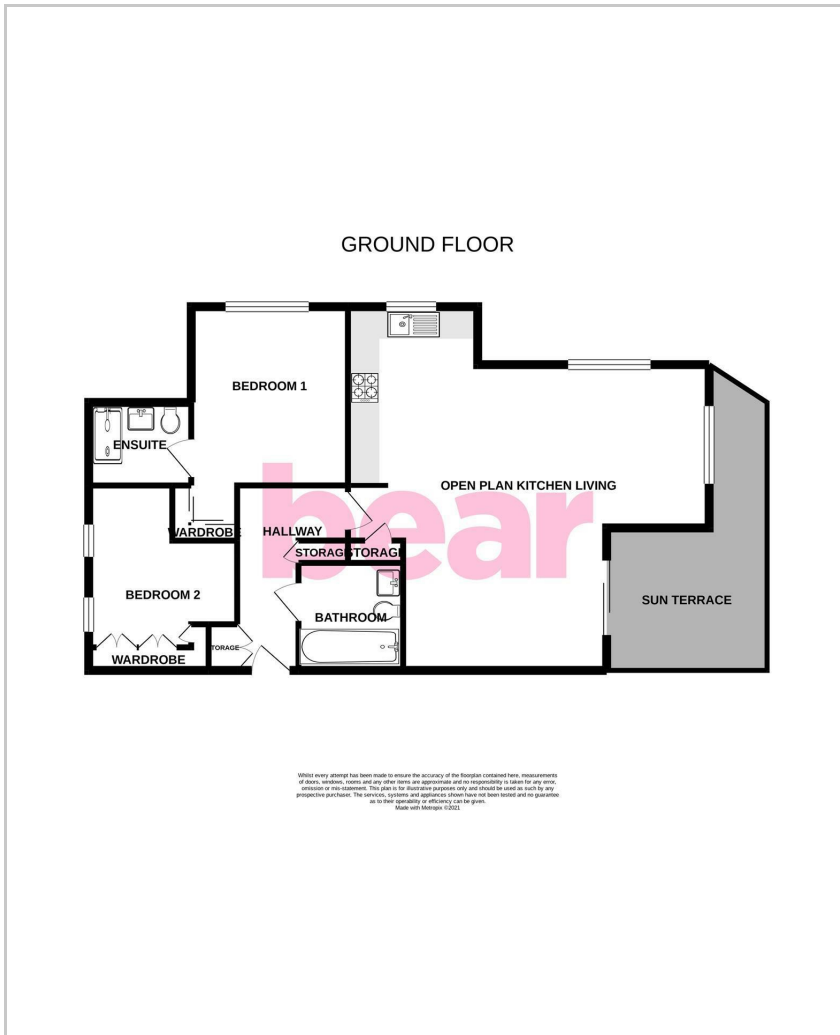 GROUND FLOOR
BEDROOM 1
ENSUITE
OPEN PLAN KITCHEN LIVING
bear
WARDROBE
HALLWAY
STORAGE
STORAGE
BEDROOM 2
SUN TERRACE
BATHROOM
TORAGE
WARDROBE
Whilst every attempt has been made to ensure the accuracy of the floorplan contained here, measurements
of doors, windows, rooms and any other items are approximate and no responsibility is taken for any error,
omission or mis-statement. This plan is for illustrative purposes only and should be used as such by any
prospective purchaser. The services, systems and appliances shown have not been tested and no guarantee
as to their operability or efficiency can be given.
Made with Metropix ©2021